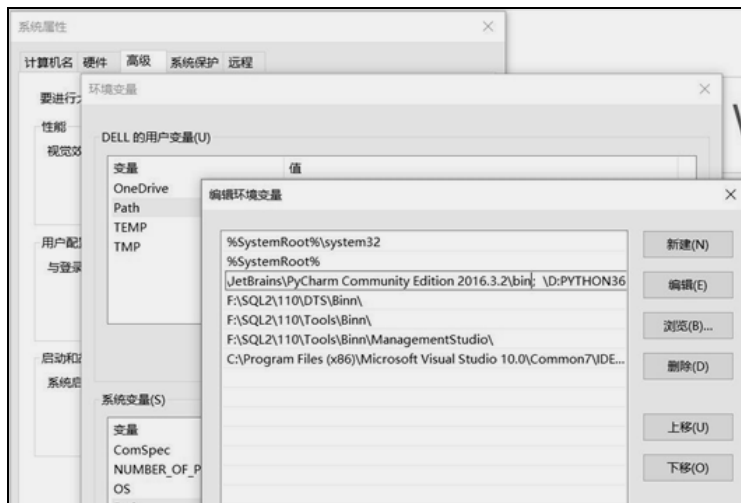 系统属性
计算机名 硬件 高级 系统保护 远程
要进行
环境变量
性能
视觉效
DELL 的用户变量(U)
变量 值
OneDrive
Path
TEMP
TMP
编辑环境变量
%SystemRoot%\system32
%SystemRoot%
\JetBrains\PyCharm Community Edition 2016.3.2\bin; \D:PYTHON36
F:\SQL2\110\DTS\Binn\
F:\SQL2\110\Tools\Binn\
F:\SQL2\110\Tools\Binn\ManagementStudio\
C:\Program Files (x86)\Microsoft Visual Studio 10.0\Common7\IDE...
新建(N)
编辑(E)
浏览(B)...
删除(D)
上移(U)
下移(O)
用户配
与登录
启动和
系统启
系统变量(S)
变量
ComSpec
NUMBER_OF_P
OS